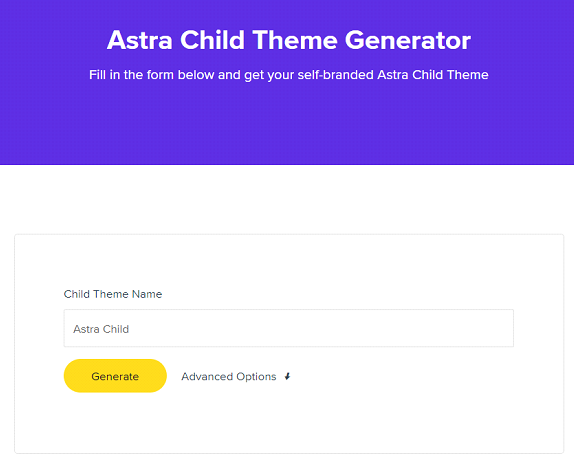 Astra Child Theme Generator
Fill in the form below and get your self-branded Astra Child Theme
Child Theme Name
Astra Child
Generate Advanced Options